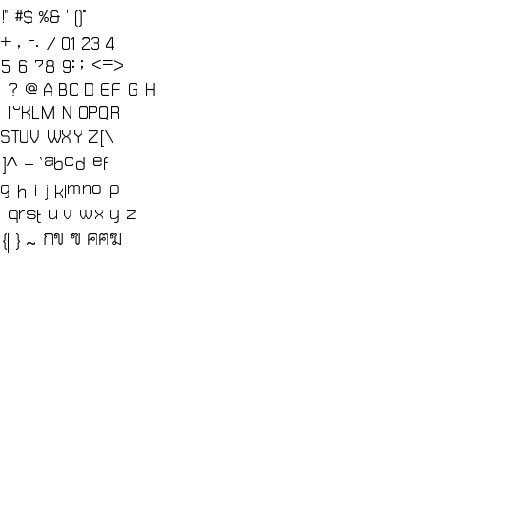 !" #$ %& ' ()*
+ , -. / 01 23 4
5 6 78 9: ; <=>
? @ A BC D EF G H
IJKLM N OPQR
STUV WXY Z[\
]^ _ `abcd ef
g h i j klmno p
qrst u v wx y z
{| } ~ กข ฃ คฅฆ